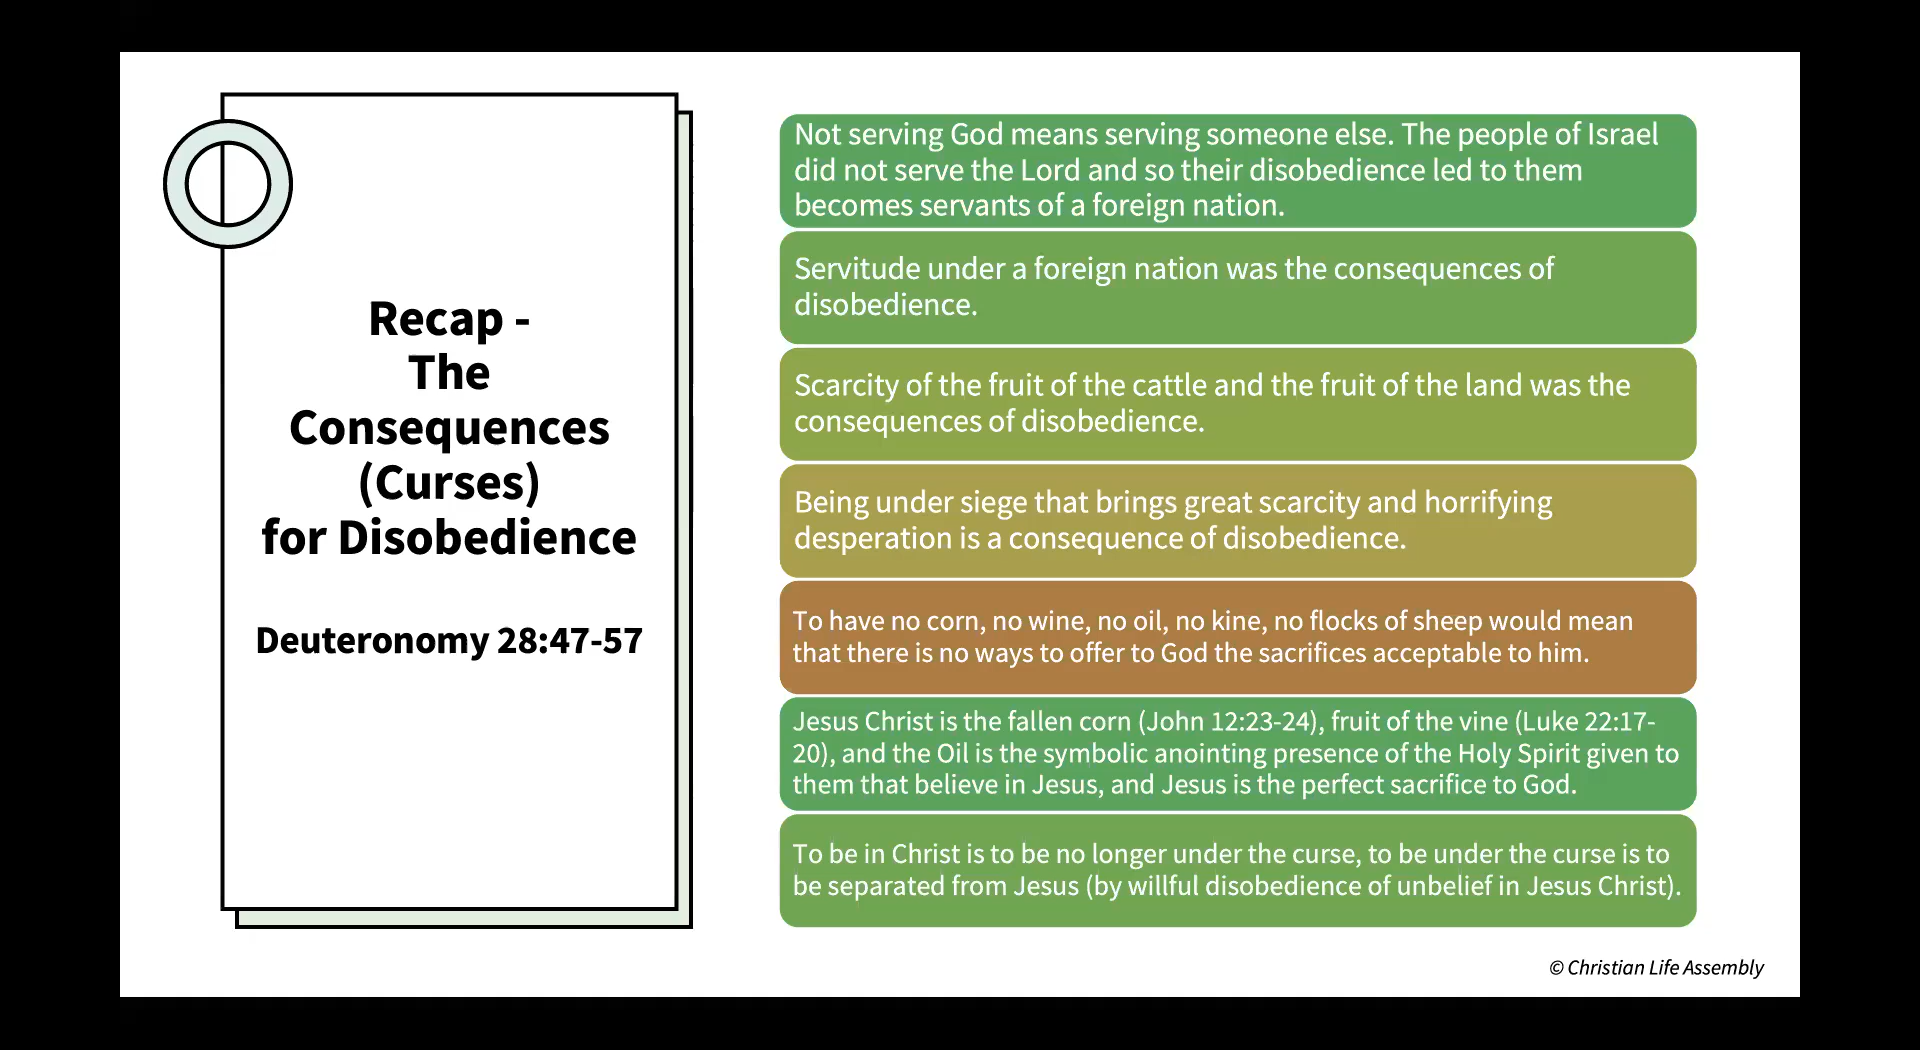 Recap -
The
Consequences
(Curses)
for Disobedience
Deuteronomy 28:47-57
Not serving God means serving someone else. The people of Israel
did not serve the Lord and so their disobedience led to them
becomes servants of a foreign nation.
Servitude under a foreign nation was the consequences of
disobedience.
Scarcity of the fruit of the cattle and the fruit of the land was the
consequences of disobedience.
Being under siege that brings great scarcity and horrifying
desperation is a consequence of disobedience.
To have no corn, no wine, no oil, no kine, no flocks of sheep would mean
that there is no ways to offer to God the sacrifices acceptable to him.
Jesus Christ is the fallen corn (John 12:23-24), fruit of the vine (Luke 22:17-
20), and the Oil is the symbolic anointing presence of the Holy Spirit given to
them that believe in Jesus, and Jesus is the perfect sacrifice to God.
To be in Christ is to be no longer under the curse, to be under the curse is to
be separated from Jesus (by willful disobedience of unbelief in Jesus Christ).
© Christian Life Assembly